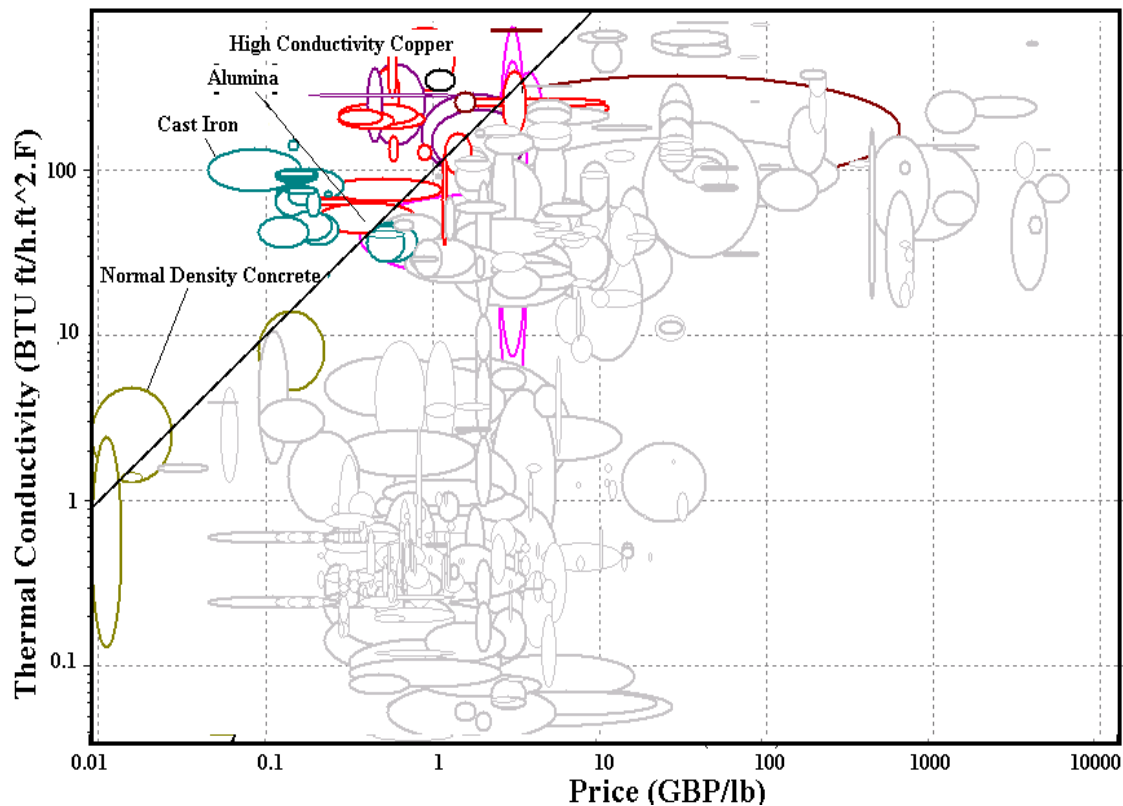 High Conductivity Copper
Alumina
Cast Iron
Normal Density Concrete
Thermal Conductivity (BTU ft/h.ft^2.F)
100
10
1
0.1
0.01
0.1
1
10
100
1000
10000
Price (GBP/lb)